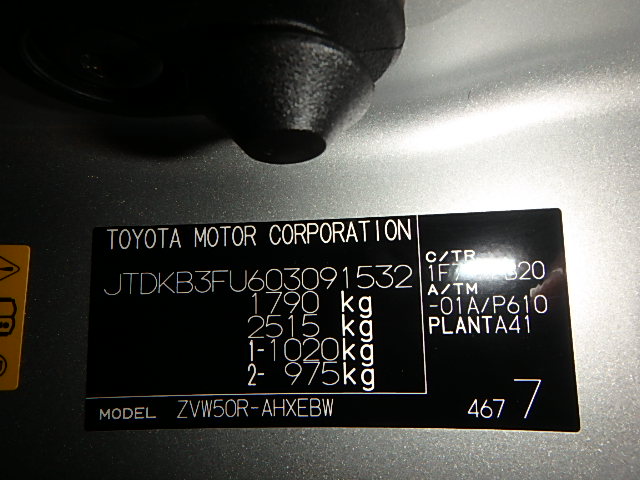 TOYOTA MOTOR CORPORATION
JTDKB3FU603091532
1790 kg
2515 kg
1-1020kg
2- 975kg
MODEL ZVW50R-AHXEBW
C/TR
A/TM
-01A/P610
PLANTA41
467 7